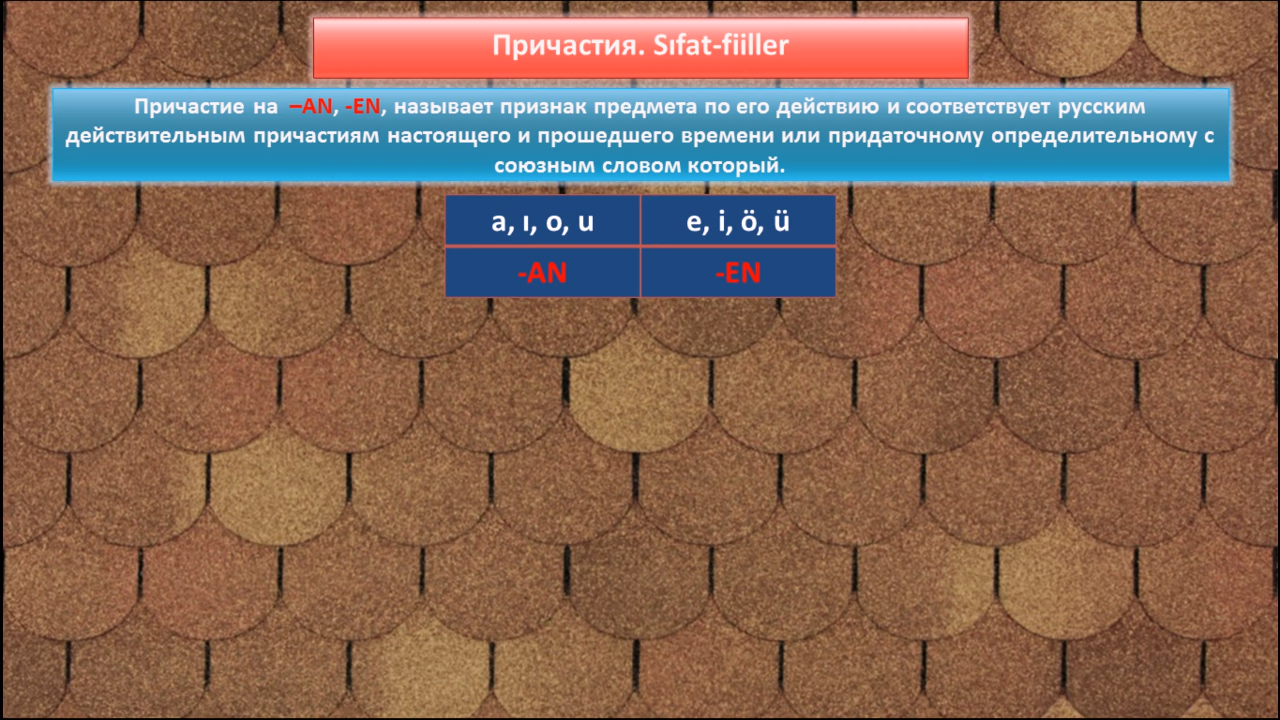 Причастия. Sıfat-fiiller
Причастие на –AN, -EN, называет признак предмета по его действию и соответствует русским
действительным причастиям настоящего и прошедшего времени или придаточному определительному с
союзным словом который.
a, ı, o, u e, i, ö, ü
-AN -EN